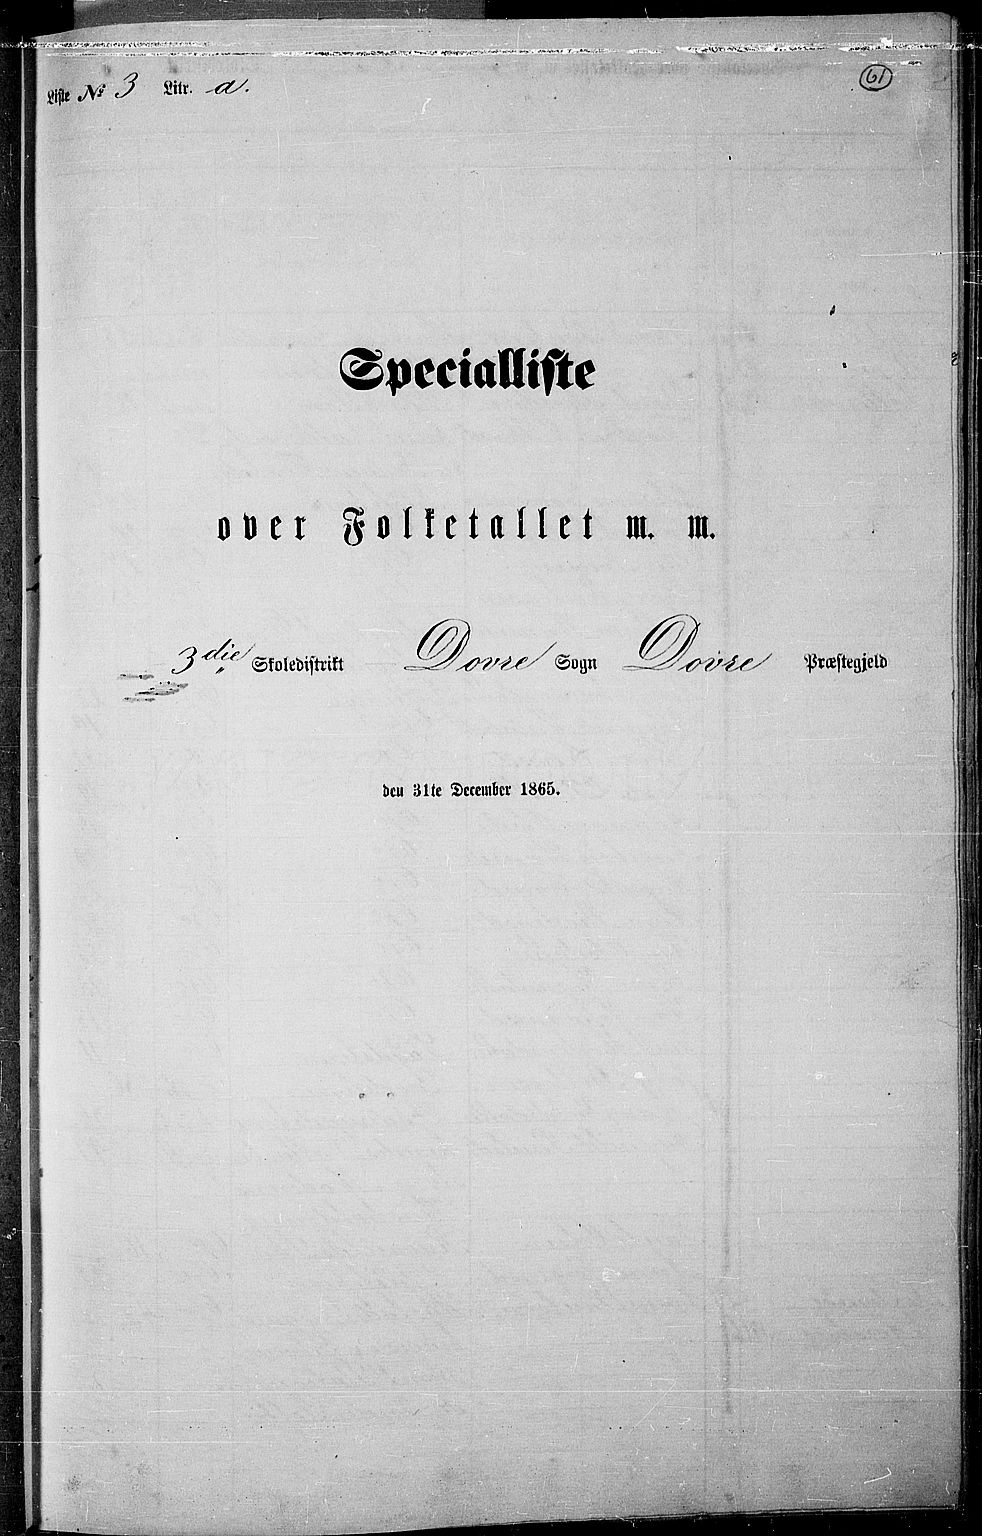 Liste No 3 Litr. a.
61
Specialliste
over Folketallet m. m.
3die Skoledistrikt Dovre Sogn Dovre Præstegjeld
den 31te December 1865.